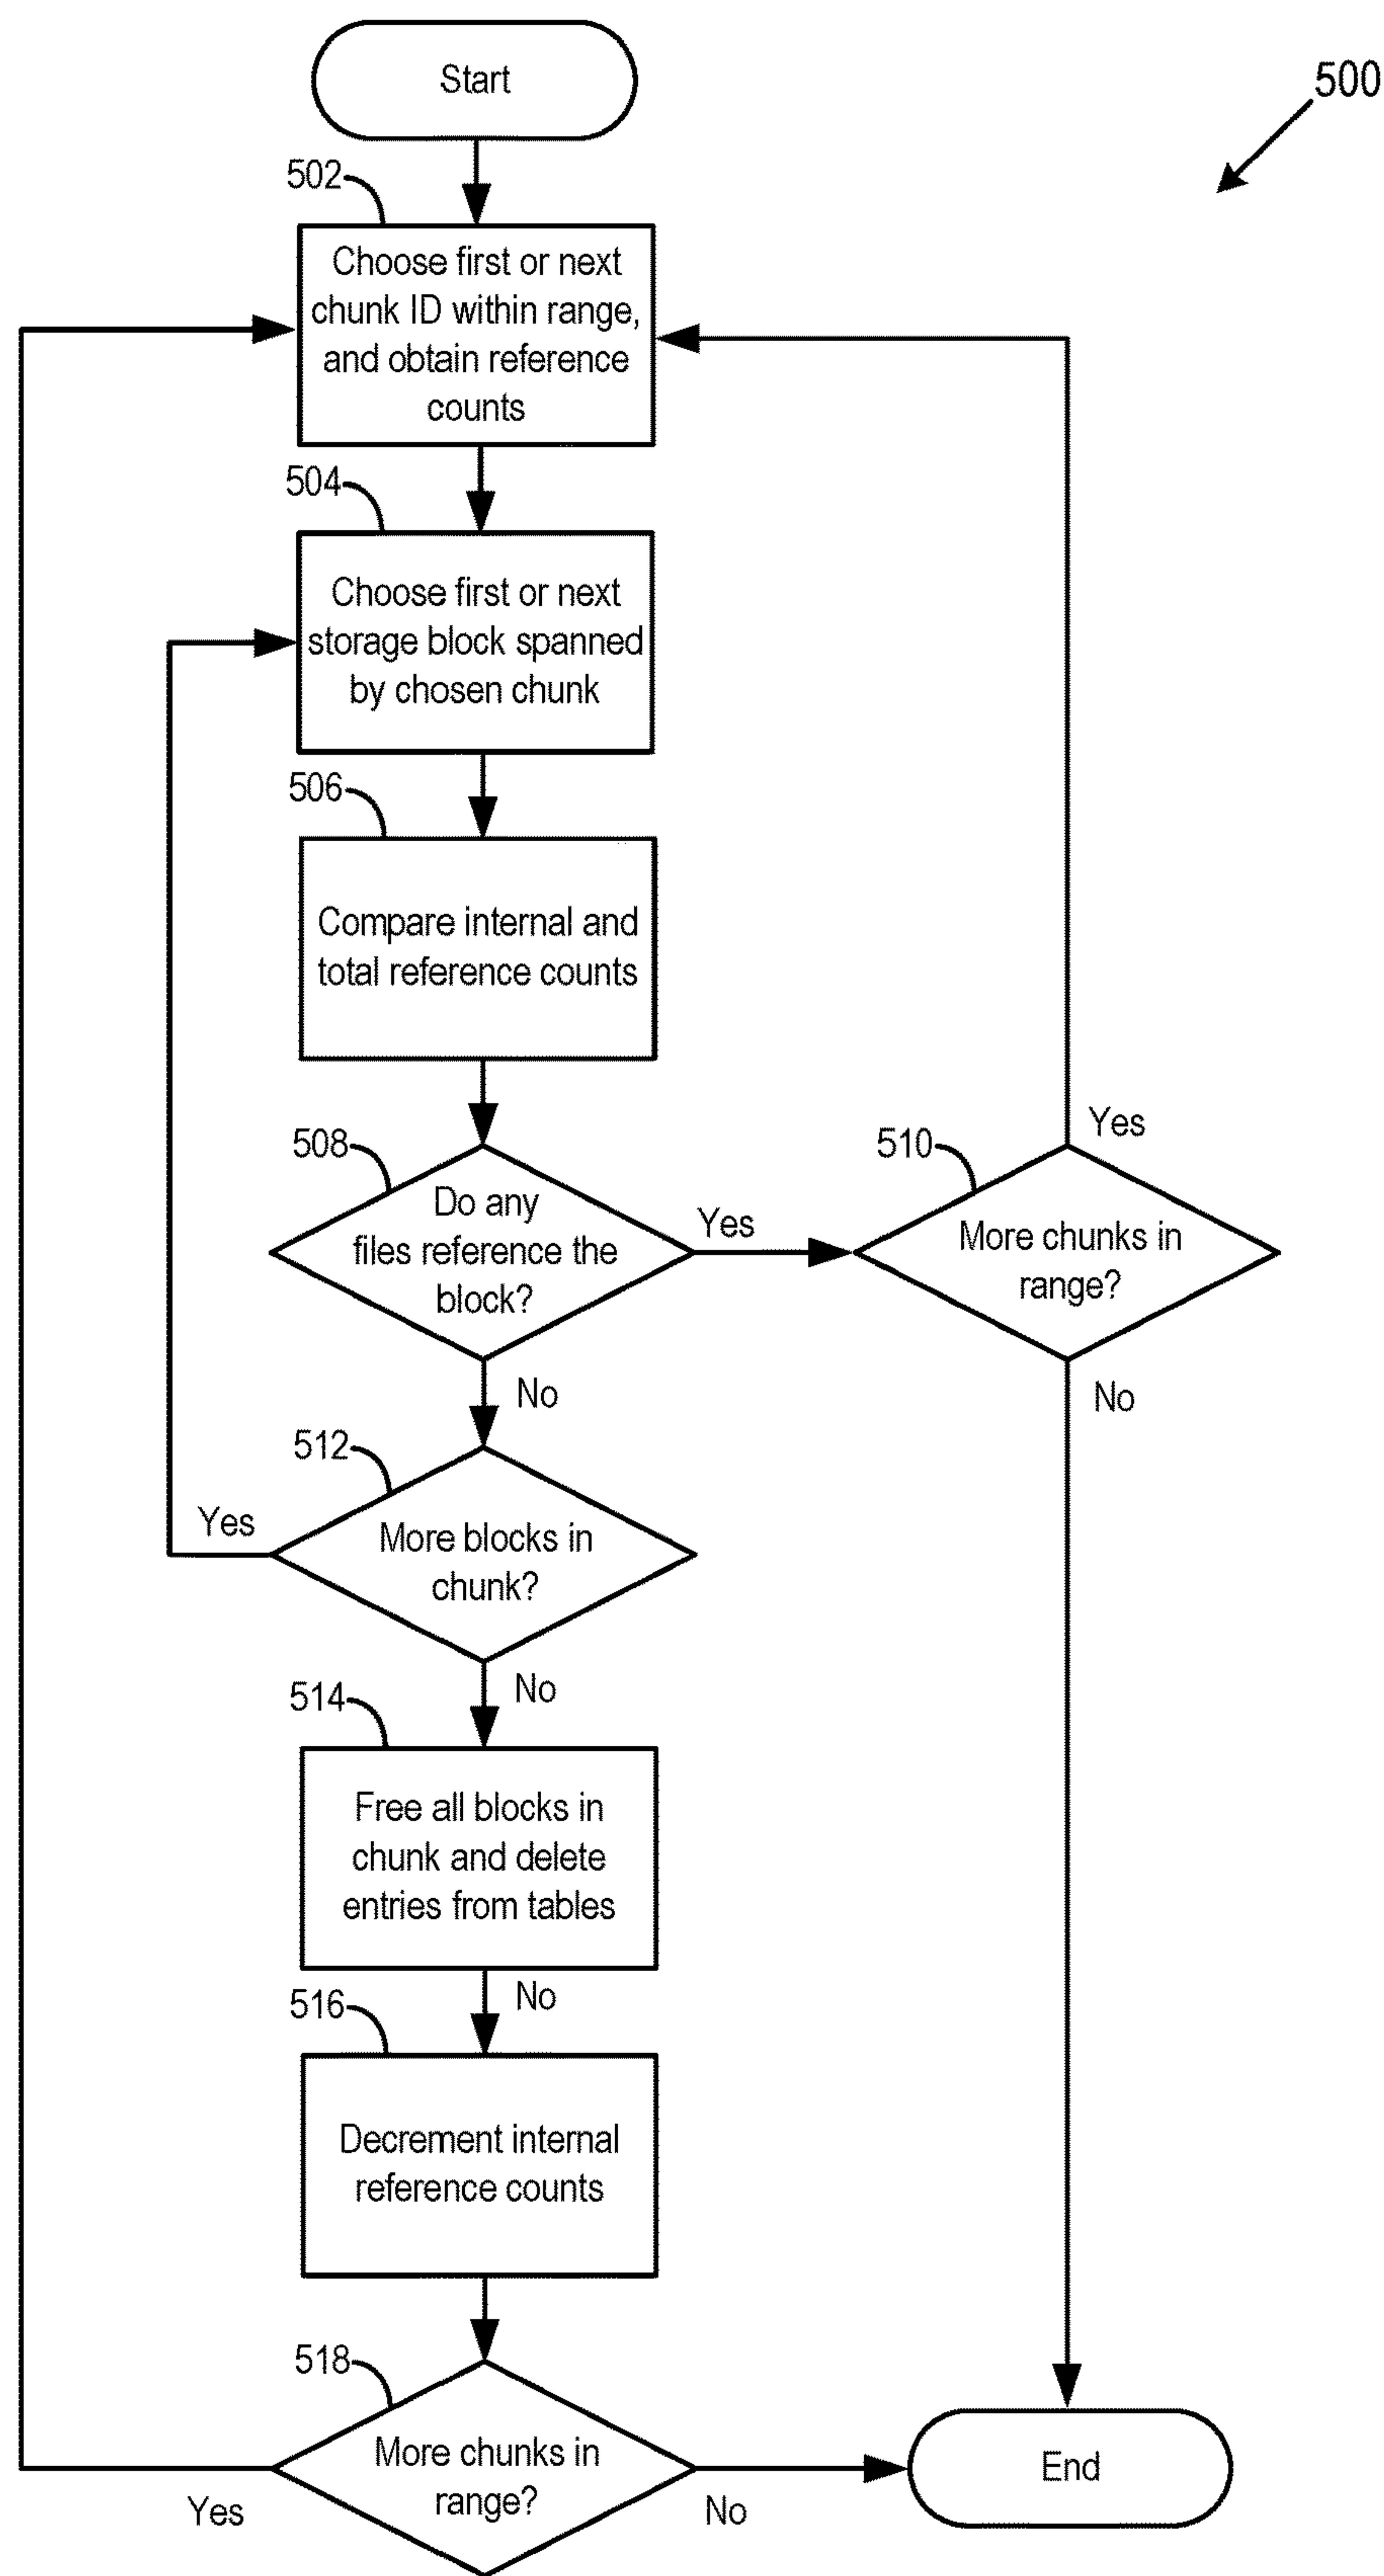 Start
500
502
Choose first or next
chunk ID within range,
and obtain reference
counts
504
Choose first or next
storage block spanned
by chosen chunk
506
Compare internal and
total reference counts
508
Do any
files reference the
block?
Yes
510
Yes
More chunks in
range?
No
No
512
Yes
More blocks in
chunk?
No
514
Free all blocks in
chunk and delete
entries from tables
No
516
Decrement internal
reference counts
518
More chunks in
range?
Yes
No
End